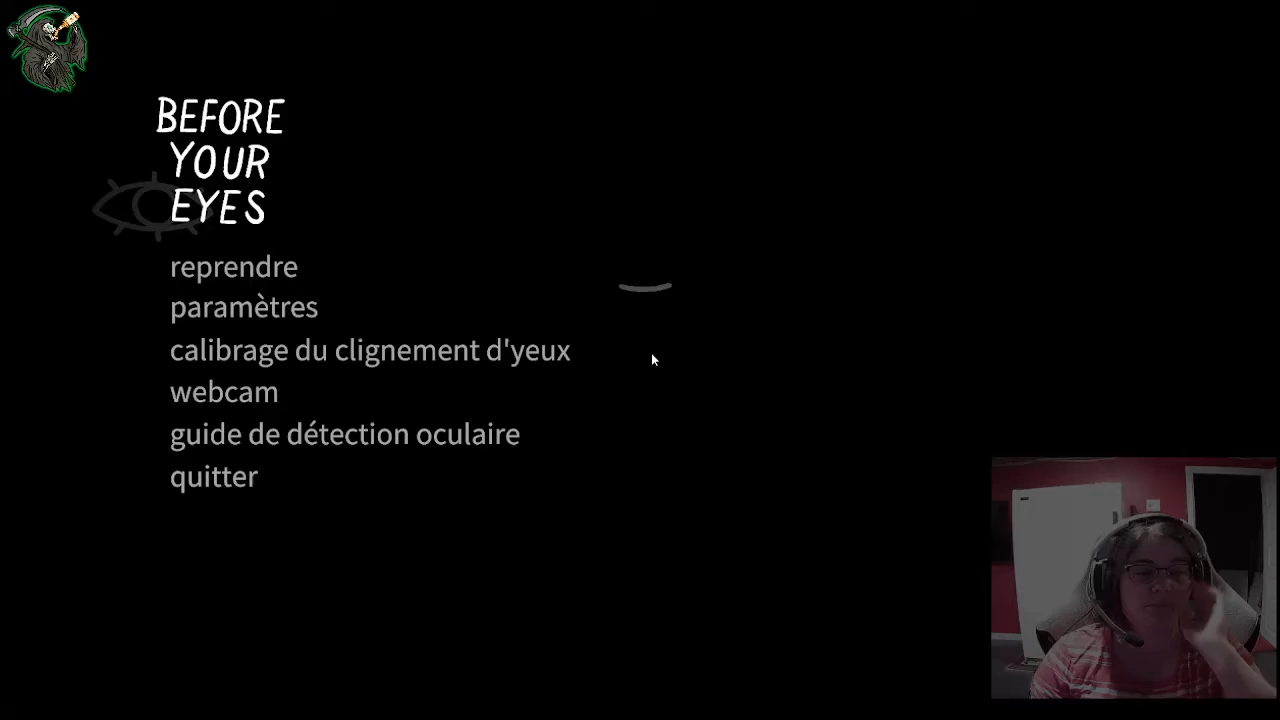 BEFORE
YOUR
EYES
reprendre
paramètres
calibrage du clignement d'yeux
webcam
guide de détection oculaire
quitter